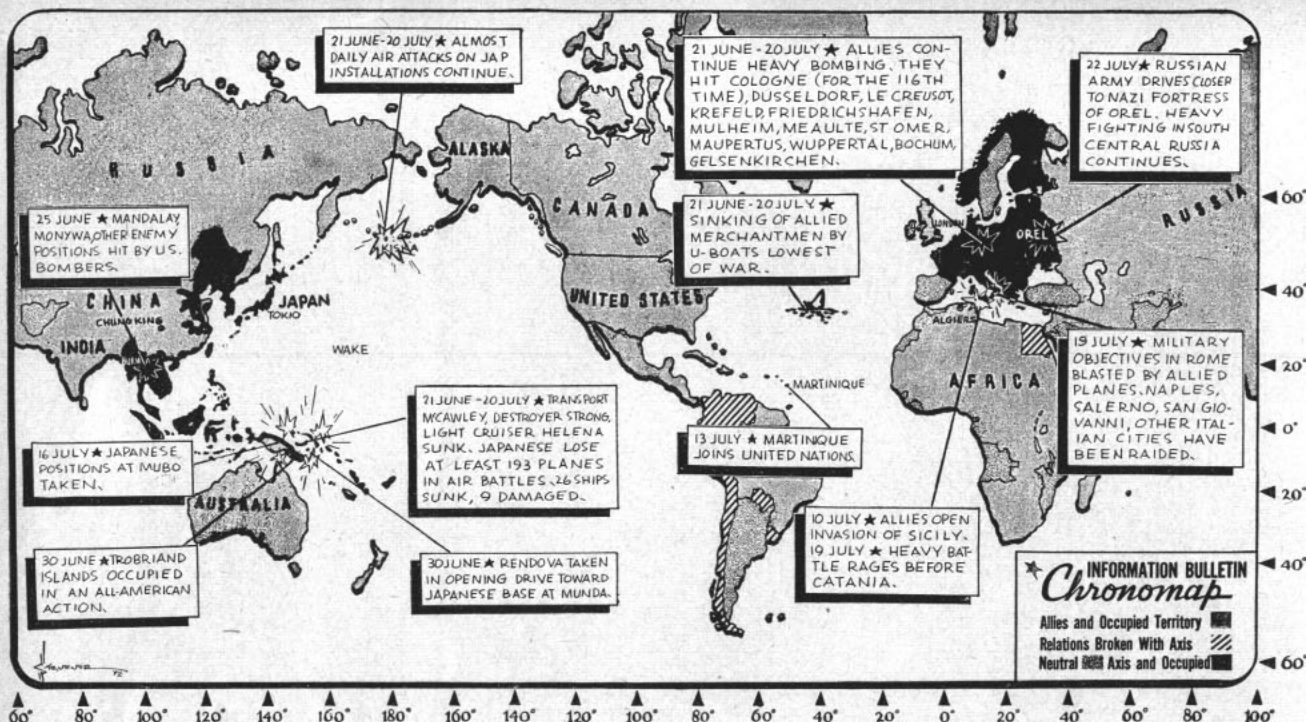 21 JUNE-20 JULY ★ ALMOST
DAILY AIR ATTACKS ON JAP
INSTALLATIONS CONTINUE.
21 JUNE - 20 JULY ★ ALLIES CON-
TINUE HEAVY BOMBING. THEY
HIT COLOGNE (FOR THE 116TH
TIME), DUSSELDORF, LE CREUSOT,
KREFELD, FRIEDRICHSHAFEN,
MULHEIM, MEAULTE, ST OMER,
MAUPERTUS, WUPPERTAL, BOCHUM,
GELSENKIRCHEN.
22 JULY ★ RUSSIAN
ARMY DRIVES CLOSER
TO NAZI FORTRESS
OF OREL. HEAVY
FIGHTING IN SOUTH
CENTRAL RUSSIA
CONTINUES.
RUSSIA
ALASKA
CANADA
RUSSIA
25 JUNE ★ MANDALAY,
MONYWA, OTHER ENEMY
POSITIONS HIT BY U.S.
BOMBERS.
KISKA
21 JUNE-20 JULY ★
SINKING OF ALLIED
MERCHANTMEN BY
U-BOATS LOWEST
OF WAR.
LONDON
OREL
CHINA
CHUNGKING
JAPAN
TOKIO
UNITED STATES
ALGIERS
INDIA
WAKE
MARTINIQUE
AFRICA
19 JULY ★ MILITARY
OBJECTIVES IN ROME
BLASTED BY ALLIED
PLANES. NAPLES,
SALERNO, SAN GIO-
VANNI, OTHER ITAL-
IAN CITIES HAVE
BEEN RAIDED.
16 JULY ★ JAPANESE
POSITIONS AT MUBO
TAKEN.
21 JUNE - 20 JULY ★ TRANSPORT
McCAWLEY, DESTROYER STRONG,
LIGHT CRUISER HELENA
SUNK. JAPANESE LOSE
AT LEAST 193 PLANES
IN AIR BATTLES. 26 SHIPS
SUNK, 9 DAMAGED.
13 JULY ★ MARTINIQUE
JOINS UNITED NATIONS.
AUSTRALIA
30 JUNE ★ TROBRIAND
ISLANDS OCCUPIED
IN AN ALL-AMERICAN
ACTION.
30 JUNE ★ RENDOVA TAKEN
IN OPENING DRIVE TOWARD
JAPANESE BASE AT MUNDA.
10 JULY ★ ALLIES OPEN
INVASION OF SICILY.
19 JULY ★ HEAVY BAT-
TLE RAGES BEFORE
CATANIA.
INFORMATION BULLETIN
Chronomap
Allies and Occupied Territory
Relations Broken With Axis
Neutral Axis and Occupied
60°
40°
20°
0°
20°
40°
60°
60° 80° 100° 120° 140° 160° 180° 160° 140° 120° 100° 80° 60° 40° 20° 0° 20° 40° 60° 80° 100°